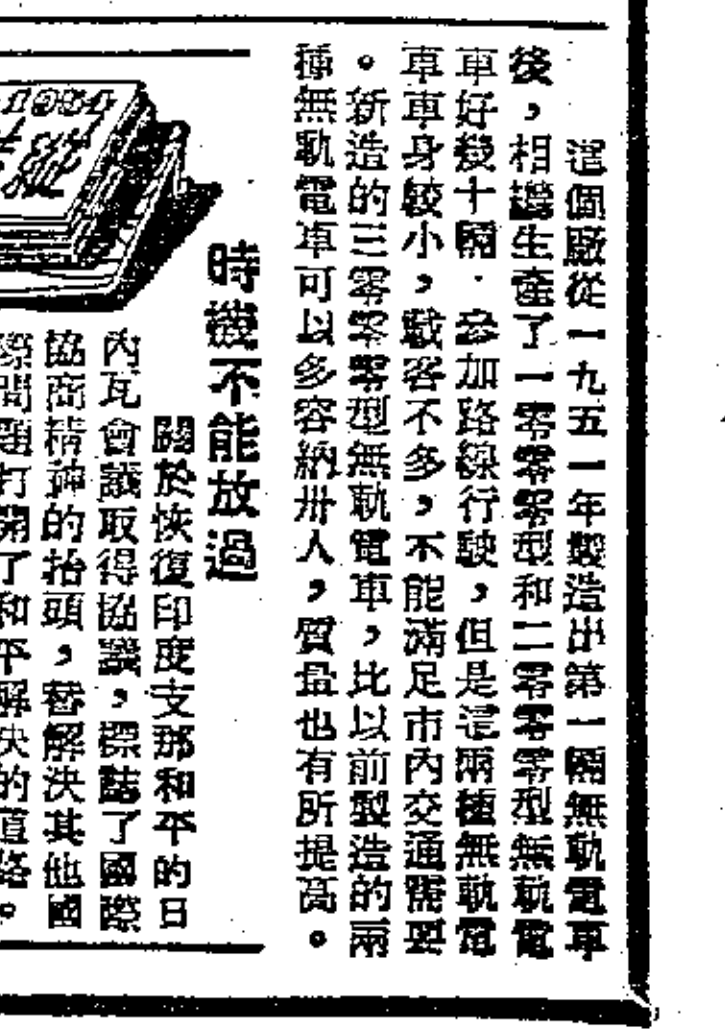 這個廠從一九五一年製造出第一輛無軌電車
後，相繼生產了一零零零型和二零零零型無軌電
車好幾十輛．參加路線行駛，但是這兩種無軌電
車車身較小，載客不多，不能滿足市內交通需要
。新造的三零零零型無軌電車，比以前製造的兩
種無軌電車可以多容納卅人，質量也有所提高。
時機不能放過
關於恢復印度支那和平的日
內瓦會議取得協議，標誌了國際
協商精神的抬頭，替解決其他國
際問題打開了和平解決的道路。